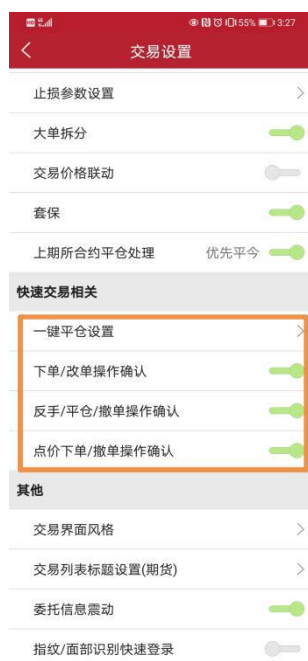 55% 3:27
交易设置
止损参数设置
大单拆分
交易价格联动
套保
上期所合约平仓处理 优先平今
快速交易相关
一键平仓设置
下单/改单操作确认
反手/平仓/撤单操作确认
点价下单/撤单操作确认
其他
交易界面风格
交易列表标题设置(期货)
委托信息震动
指纹/面部识别快速登录